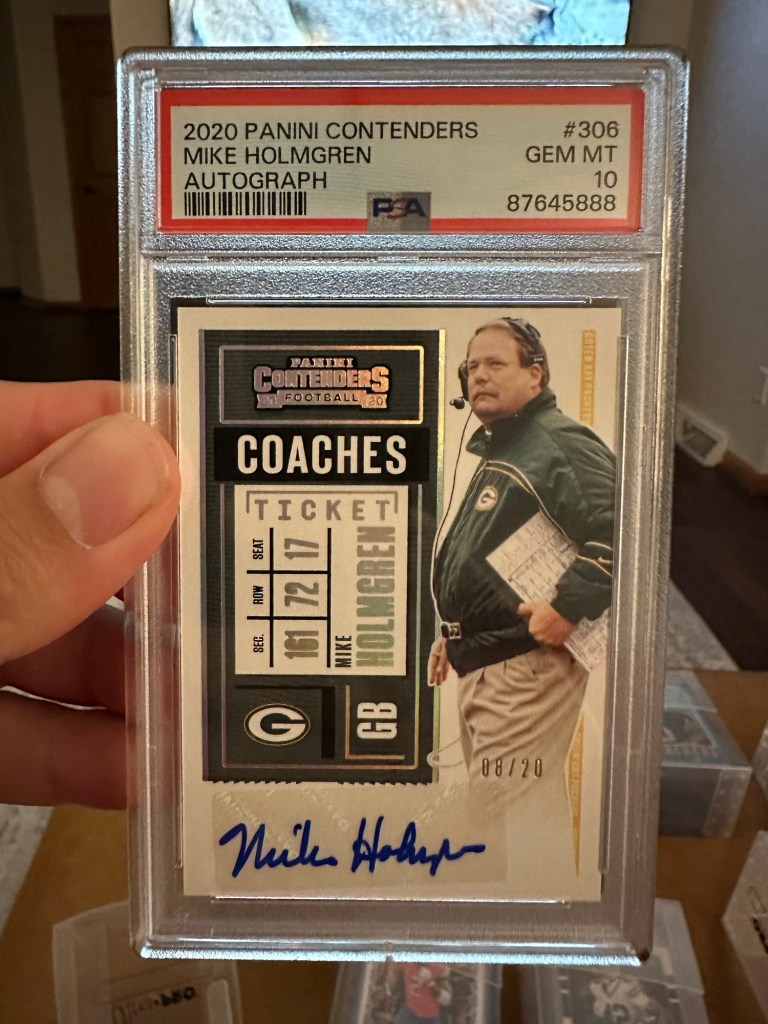 2020 PANINI CONTENDERS #306
MIKE HOLMGREN GEM MT
AUTOGRAPH 10
PSA 87645888
PANINI
CONTENDERS
20 FOOTBALL 20
COACHES
TICKET
SEC. 161
ROW 72
SEAT 17
MIKE
HOLMGREN
G
GB
G
08/20
Mike Holmgren